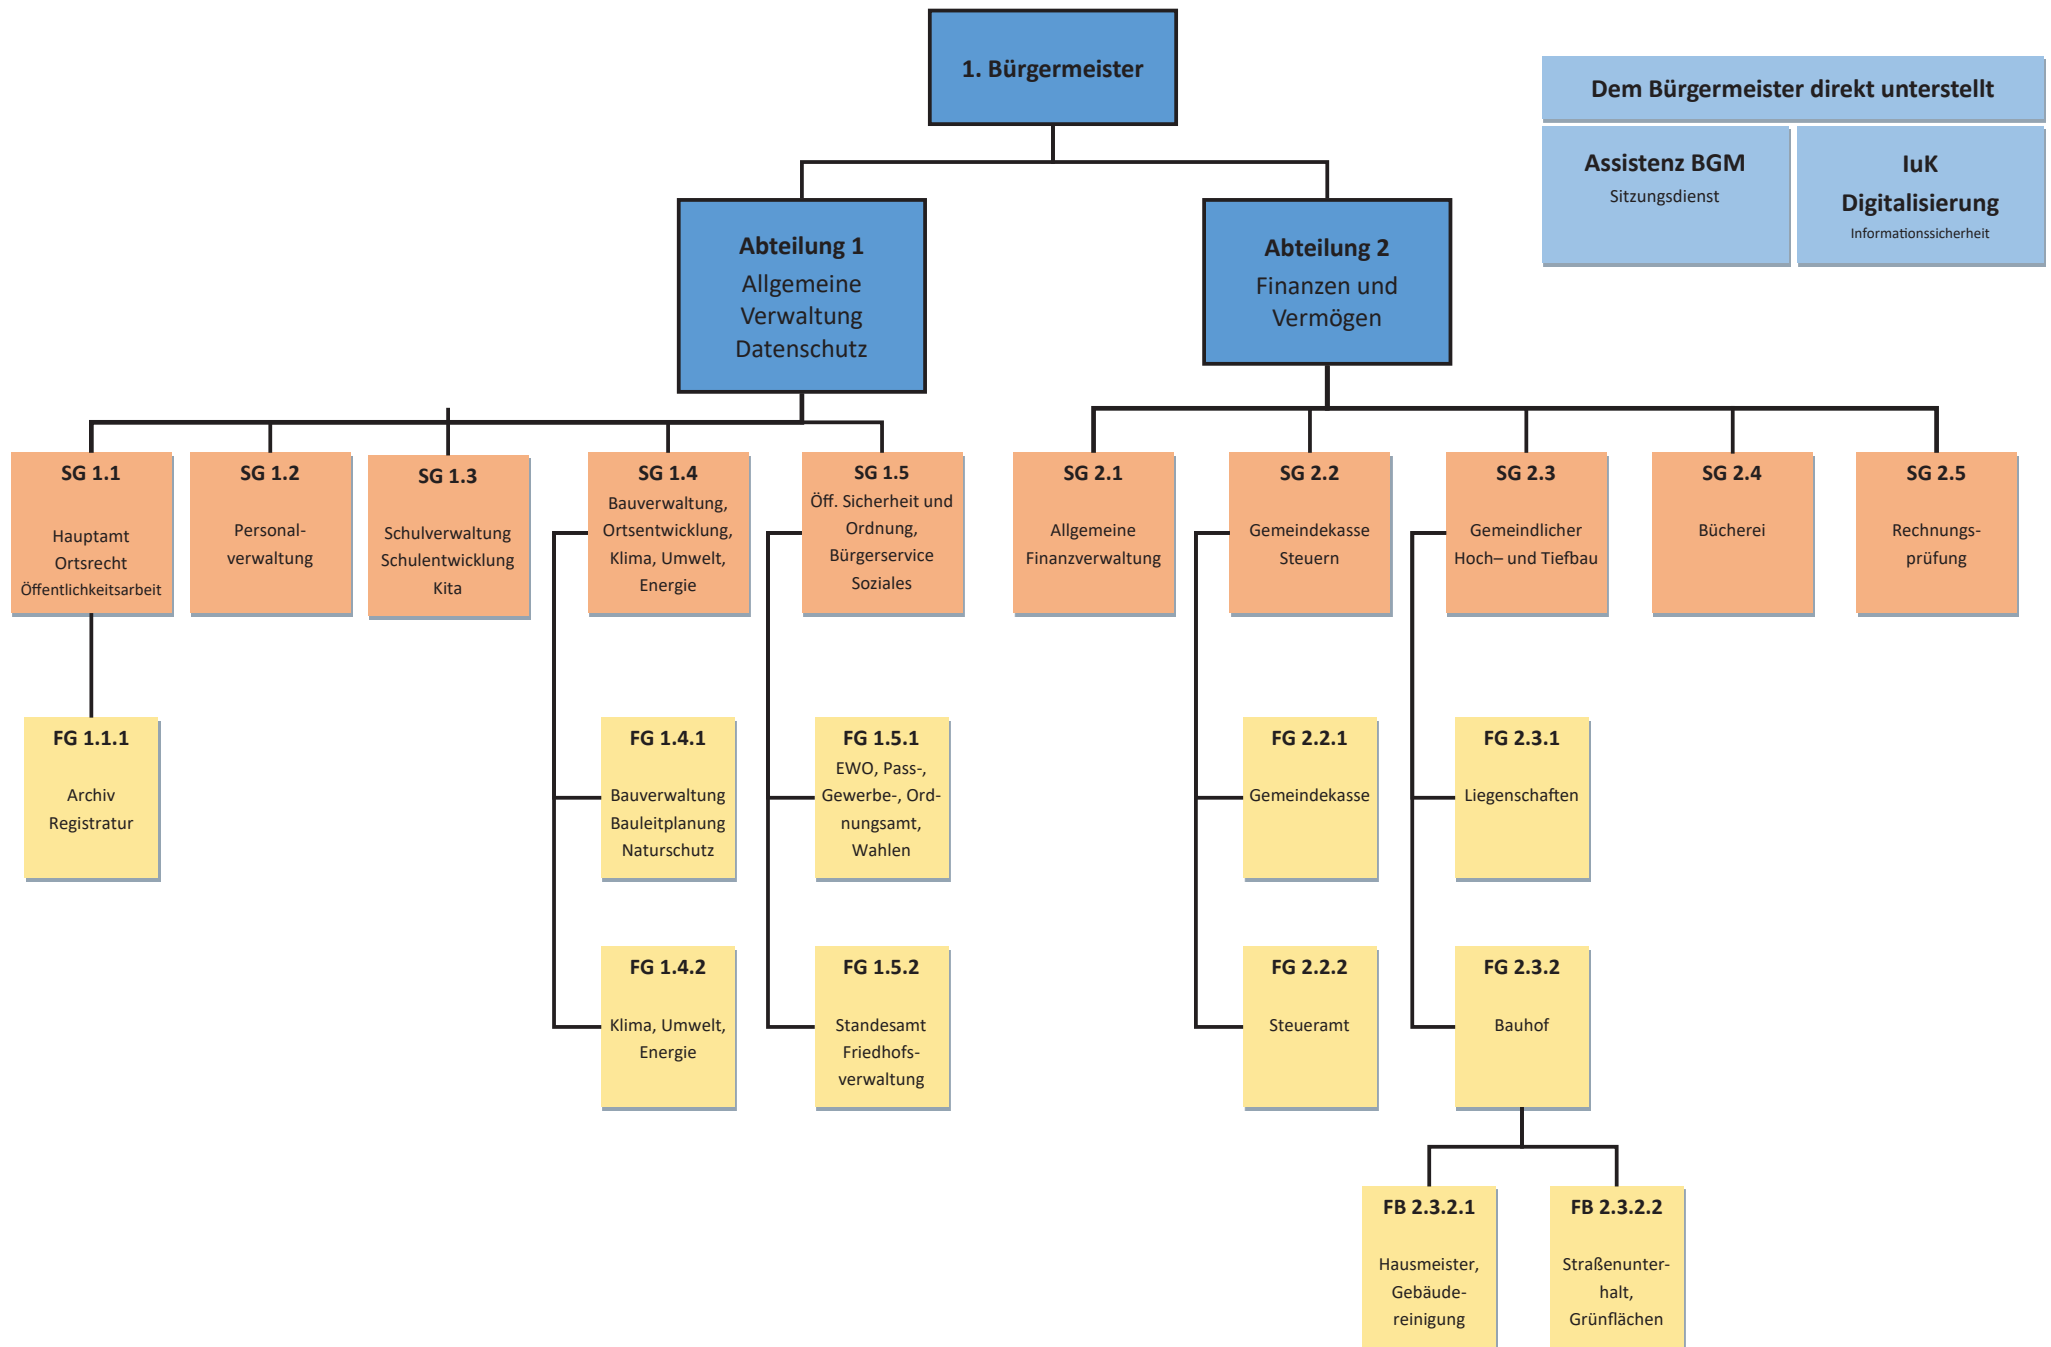 1. Bürgermeister
Dem Bürgermeister direkt unterstellt
Assistenz BGM
Sitzungsdienst
IuK
Digitalisierung
Informationssicherheit
Abteilung 1
Allgemeine
Verwaltung
Datenschutz
Abteilung 2
Finanzen und
Vermögen
SG 1.1
Hauptamt
Ortsrecht
Öffentlichkeitsarbeit
SG 1.2
Personal-
verwaltung
SG 1.3
Schulverwaltung
Schulentwicklung
Kita
SG 1.4
Bauverwaltung,
Ortsentwicklung,
Klima, Umwelt,
Energie
SG 1.5
Öff. Sicherheit und
Ordnung,
Bürgerservice
Soziales
SG 2.1
Allgemeine
Finanzverwaltung
SG 2.2
Gemeindekasse
Steuern
SG 2.3
Gemeindlicher
Hoch– und Tiefbau
SG 2.4
Bücherei
SG 2.5
Rechnungs-
prüfung
FG 1.1.1
Archiv
Registratur
FG 1.4.1
Bauverwaltung
Bauleitplanung
Naturschutz
FG 1.5.1
EWO, Pass-,
Gewerbe-, Ord-
nungsamt,
Wahlen
FG 2.2.1
Gemeindekasse
FG 2.3.1
Liegenschaften
FG 1.4.2
Klima, Umwelt,
Energie
FG 1.5.2
Standesamt
Friedhofs-
verwaltung
FG 2.2.2
Steueramt
FG 2.3.2
Bauhof
FB 2.3.2.1
Hausmeister,
Gebäude-
reinigung
FB 2.3.2.2
Straßenunter-
halt,
Grünflächen